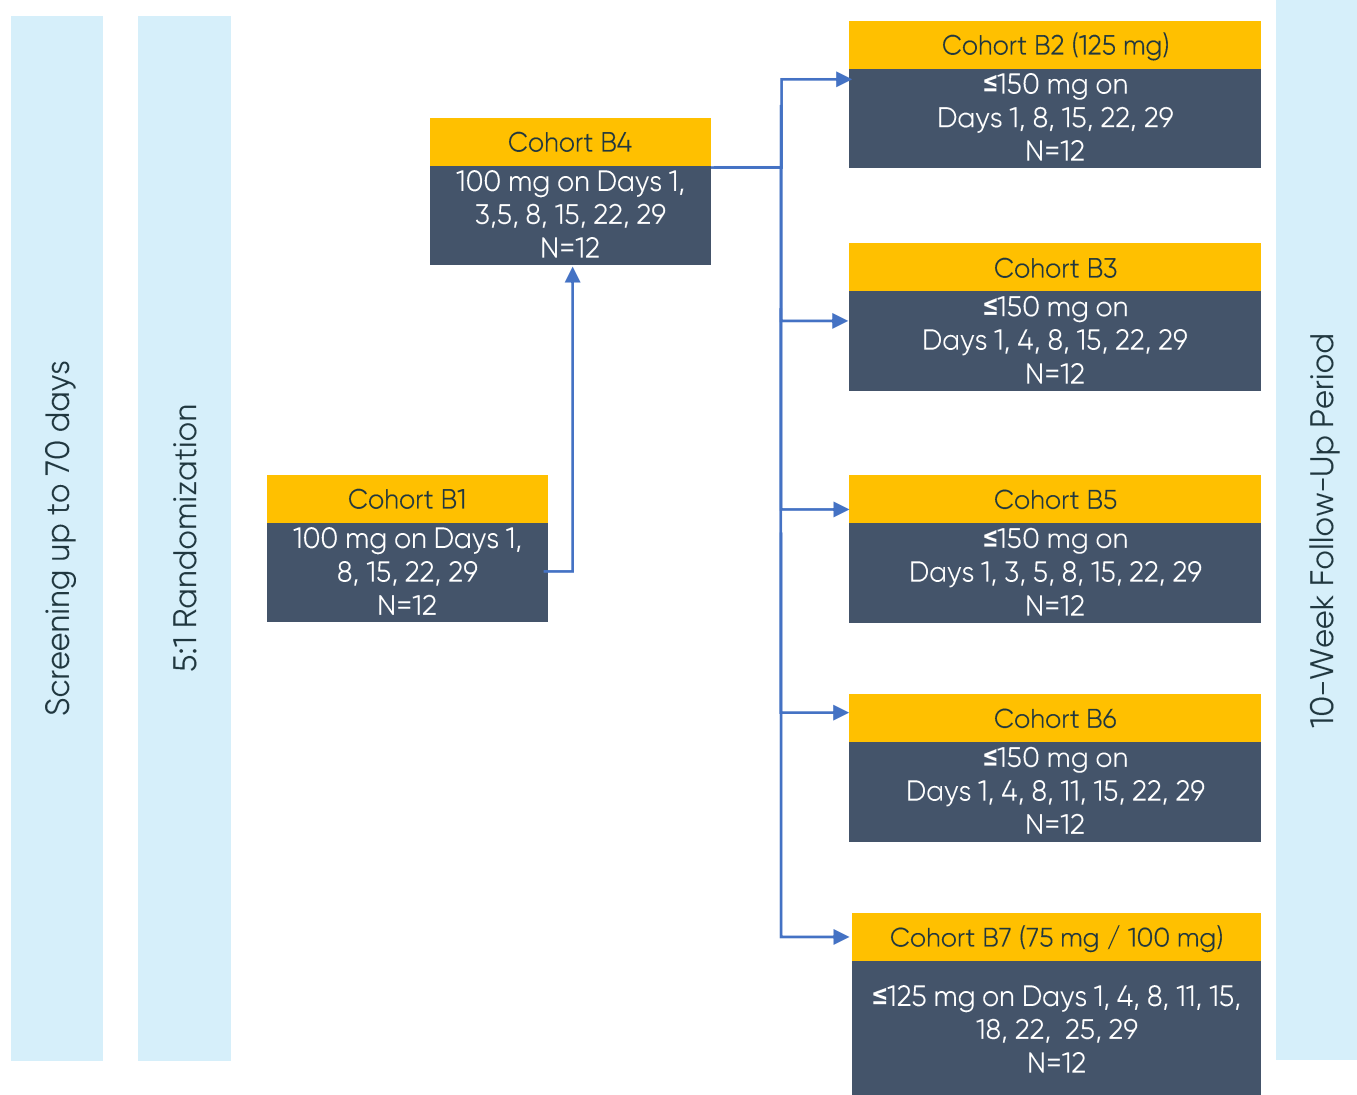 Screening up to 70 days
5:1 Randomization
Cohort B1
100 mg on Days 1,
8, 15, 22, 29
N=12
Cohort B4
100 mg on Days 1,
3,5, 8, 15, 22, 29
N=12
Cohort B2 (125 mg)
≤150 mg on
Days 1, 8, 15, 22, 29
N=12
Cohort B3
≤150 mg on
Days 1, 4, 8, 15, 22, 29
N=12
Cohort B5
≤150 mg on
Days 1, 3, 5, 8, 15, 22, 29
N=12
Cohort B6
≤150 mg on
Days 1, 4, 8, 11, 15, 22, 29
N=12
Cohort B7 (75 mg / 100 mg)
≤125 mg on Days 1, 4, 8, 11, 15,
18, 22, 25, 29
N=12
10-Week Follow-Up Period